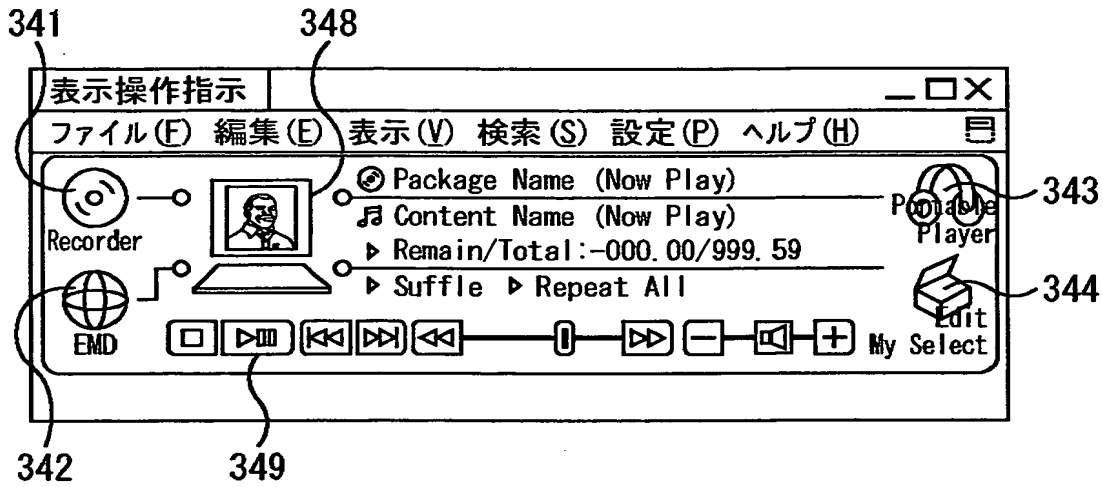 341
348
表示操作指示
ファイル(F) 編集(E) 表示(V) 検索(S) 設定(P) ヘルプ(H)
Package Name (Now Play)
Content Name (Now Play)
Remain/Total:-000.00/999.59
Suffle Repeat All
Recorder
EMD
Portable
Player
Edit
My Select
343
344
342
349